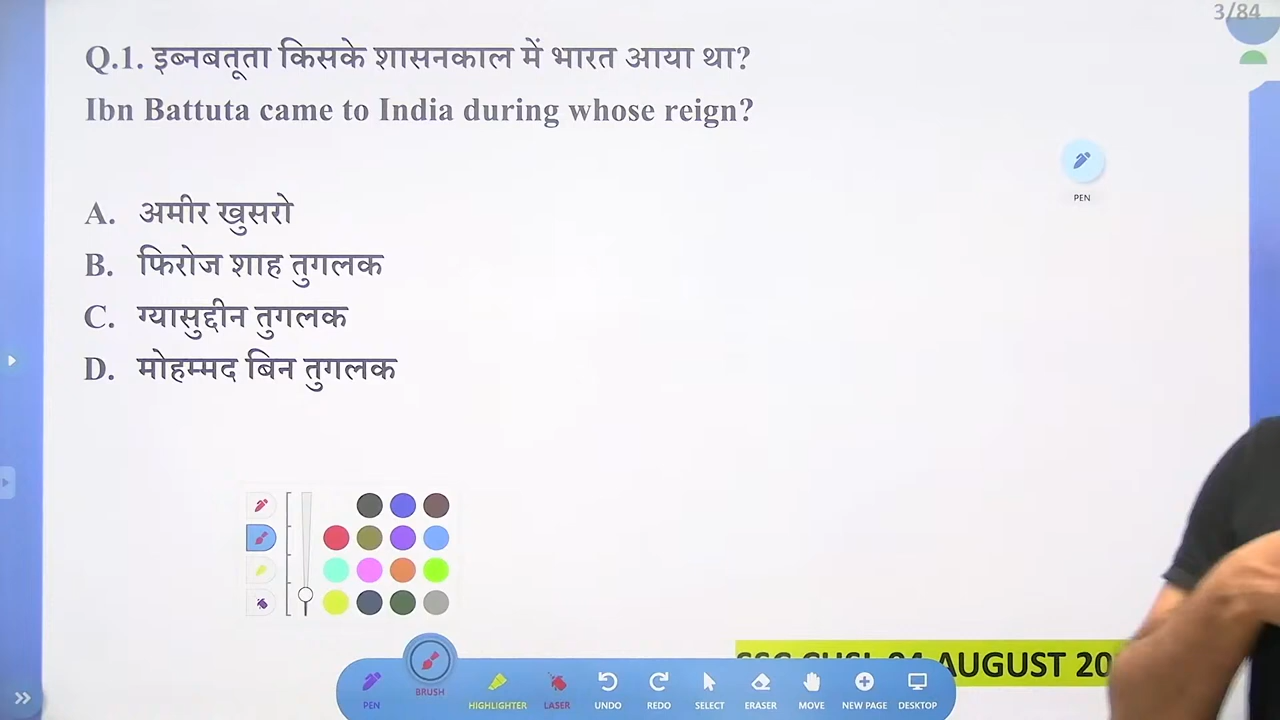 3/84
Q.1. इब्नबतूता किसके शासनकाल में भारत आया था?
Ibn Battuta came to India during whose reign?
PEN
A. अमीर खुसरो
B. फिरोज शाह तुगलक
C. ग्यासुद्दीन तुगलक
D. मोहम्मद बिन तुगलक
AUGUST 20
PEN
BRUSH
HIGHLIGHTER
LASER
UNDO
REDO
SELECT
ERASER
MOVE
NEW PAGE
DESKTOP